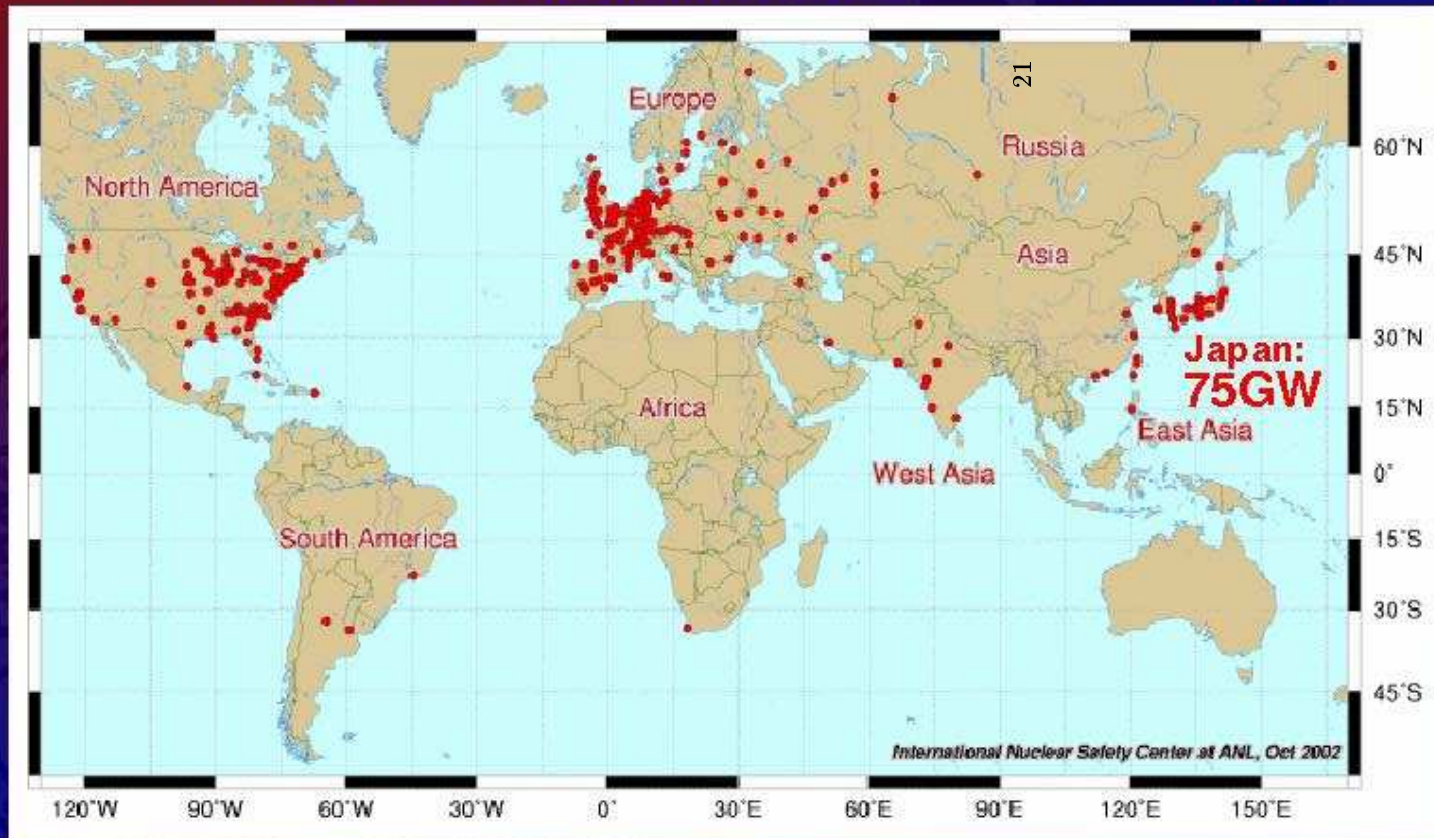 21
Europe
60°N
Russia
North America
Asia
45°N
30°N
Japan:
75GW
Africa
15°N
East Asia
West Asia
0°
South America
15°S
30°S
45°S
International Nuclear Safety Center at ANL, Oct 2002
120°W 90°W 60°W 30°W 0° 30°E 60°E 90°E 120°E 150°E